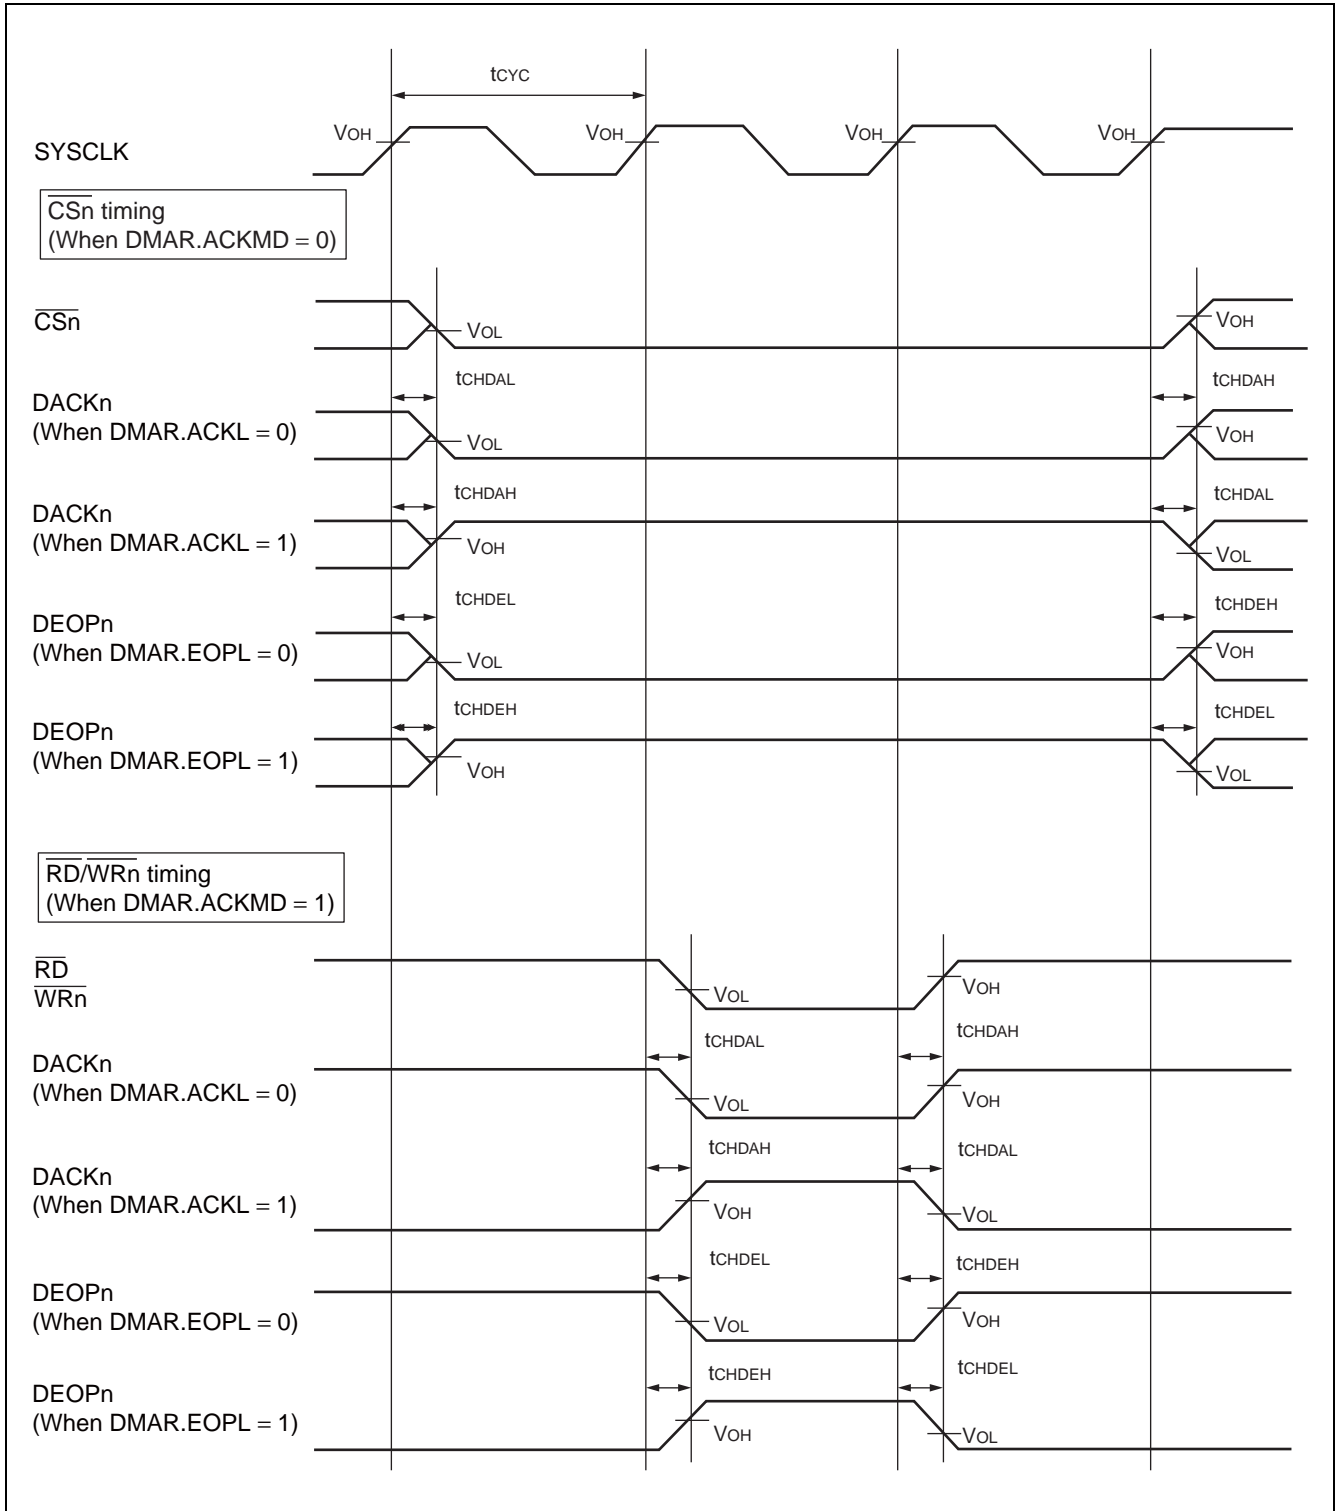 tCYC
VOH VOH VOH VOH
SYSCLK
CSn timing
(When DMAR.ACKMD = 0)
CSn
VOL VOH
tCHDAL tCHDAH
DACKn
(When DMAR.ACKL = 0)
VOL VOH
tCHDAH tCHDAL
DACKn
(When DMAR.ACKL = 1)
VOH VOL
tCHDEL tCHDEH
DEOPn
(When DMAR.EOPL = 0)
VOL VOH
tCHDEH tCHDEL
DEOPn
(When DMAR.EOPL = 1)
VOH VOL
RD/WRn timing
(When DMAR.ACKMD = 1)
RD
WRn
VOL VOH
tCHDAL tCHDAH
DACKn
(When DMAR.ACKL = 0)
VOL VOH
tCHDAH tCHDAL
DACKn
(When DMAR.ACKL = 1)
VOH VOL
tCHDEL tCHDEH
DEOPn
(When DMAR.EOPL = 0)
VOL VOH
tCHDEH tCHDEL
DEOPn
(When DMAR.EOPL = 1)
VOH VOL